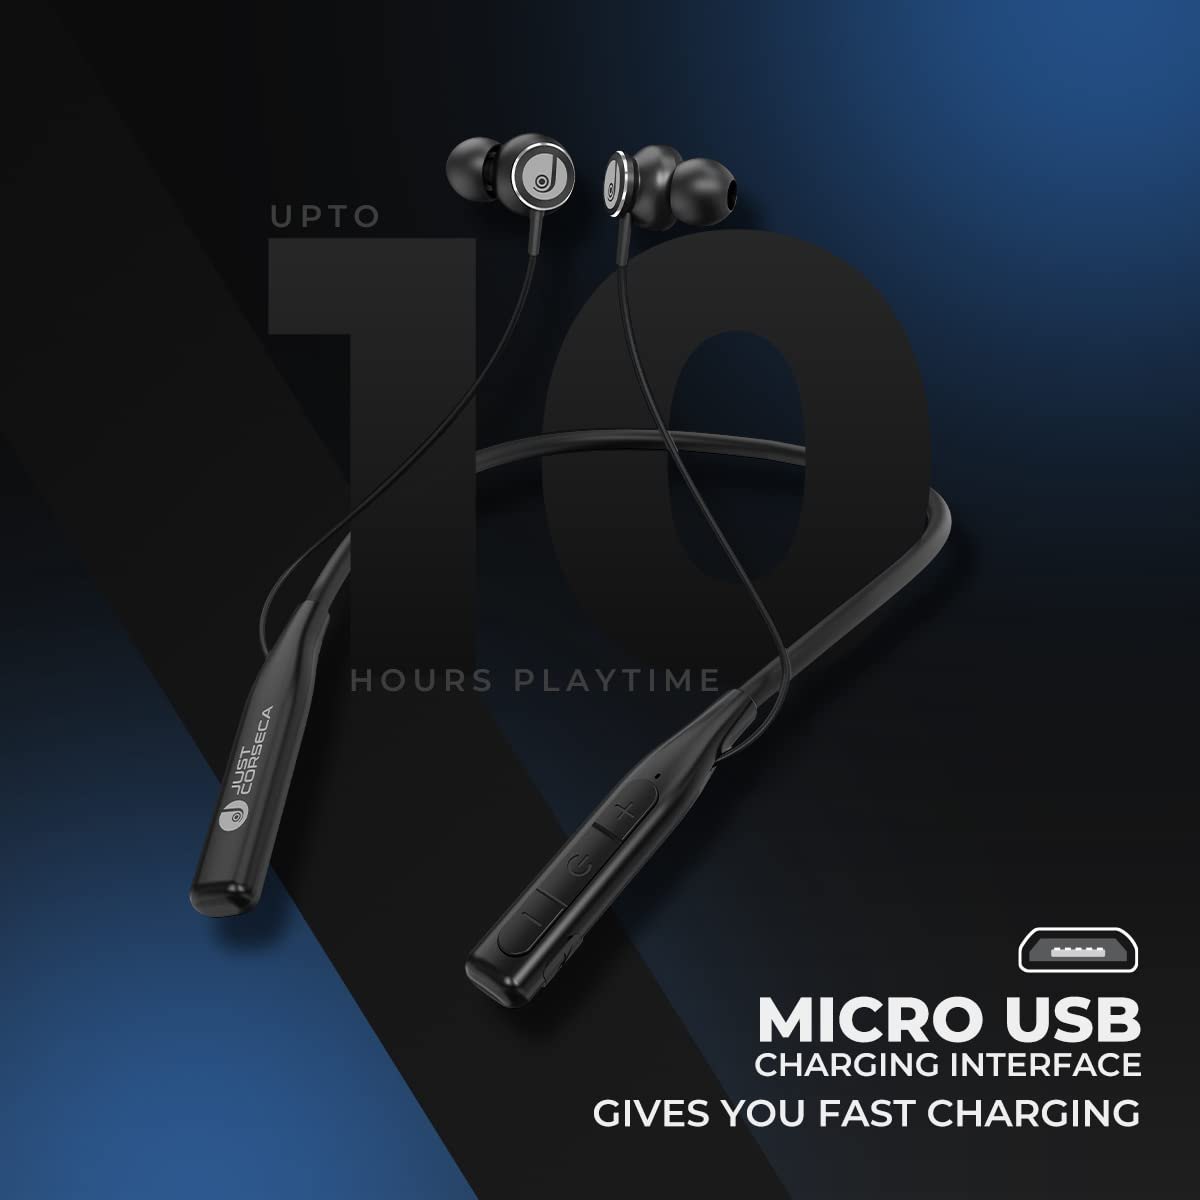 UPTO
10
HOURS PLAYTIME
JUST
CORSECA
MICRO USB
CHARGING INTERFACE
GIVES YOU FAST CHARGING